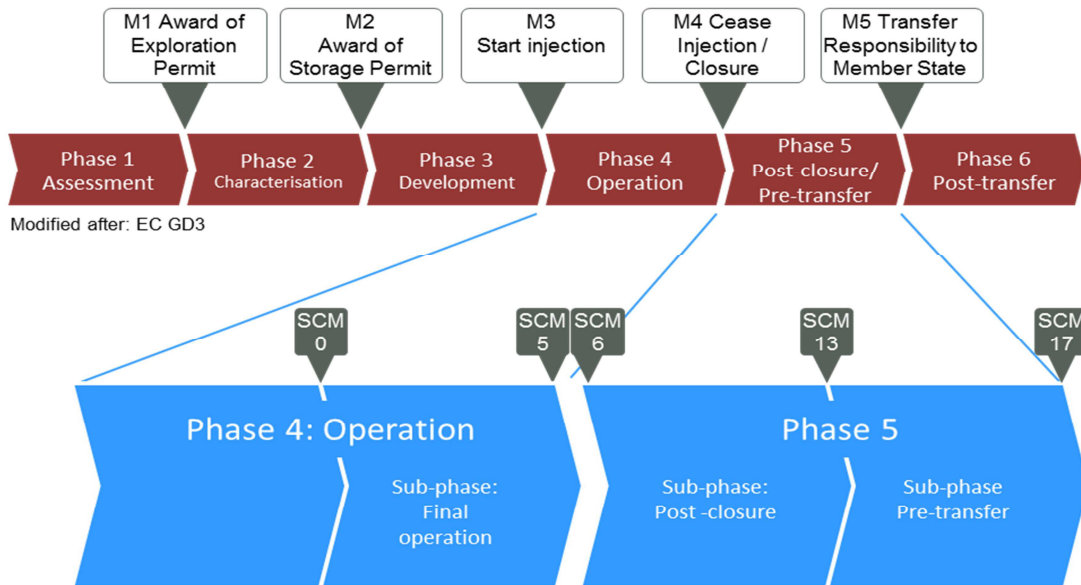 M1 Award of
Exploration
Permit
M2
Award of
Storage Permit
M3
Start injection
M4 Cease
Injection /
Closure
M5 Transfer
Responsibility to
Member State
Phase 1
Assessment
Phase 2
Characterisation
Phase 3
Development
Phase 4
Operation
Phase 5
Post-closure/
Pre-transfer
Phase 6
Post-transfer
Modified after: EC GD3
SCM
0
SCM
5
SCM
6
SCM
13
SCM
17
Phase 4: Operation
Phase 5
Sub-phase:
Final
operation
Sub-phase:
Post -closure
Sub-phase
Pre-transfer